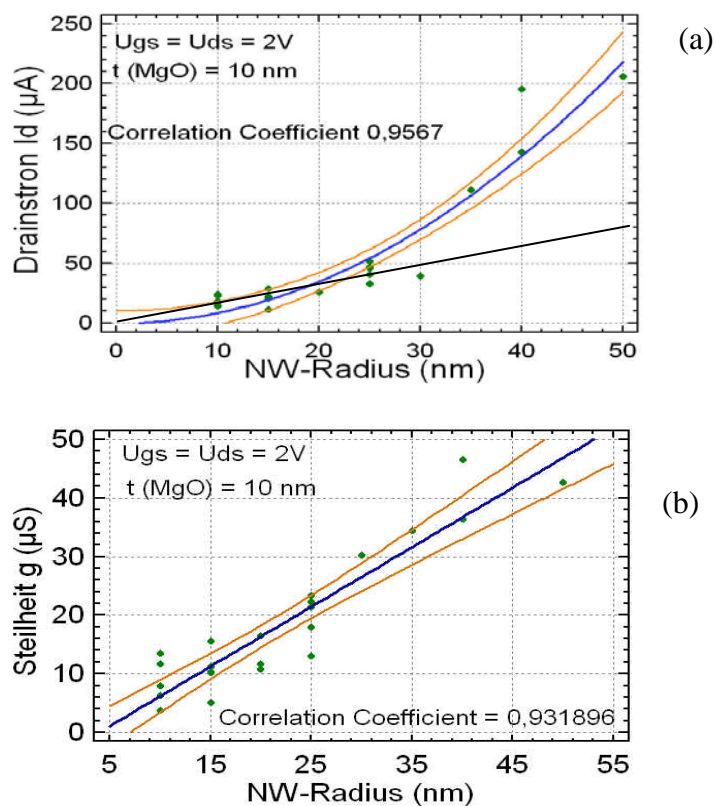 (a)
250
200
150
100
50
0
Drainstron Id (µA)
Ugs = Uds = 2V
t (MgO) = 10 nm
Correlation Coefficient 0,9567
0 10 20 30 40 50
NW-Radius (nm)
(b)
50
40
30
20
10
0
Steilheit g (µS)
Ugs = Uds = 2V
t (MgO) = 10 nm
Correlation Coefficient = 0,931896
5 15 25 35 45 55
NW-Radius (nm)